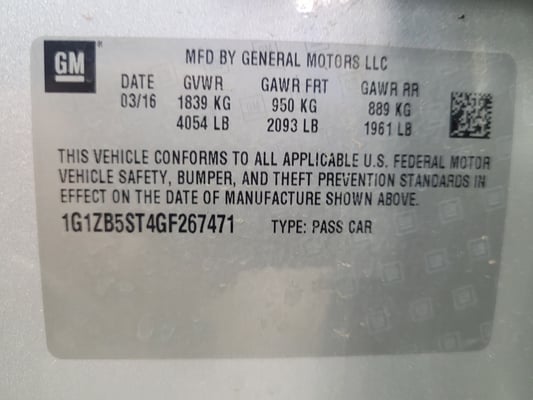 GM
MFD BY GENERAL MOTORS LLC
DATE GVWR GAWR FRT GAWR RR
03/16 1839 KG 950 KG 889 KG
4054 LB 2093 LB 1961 LB
THIS VEHICLE CONFORMS TO ALL APPLICABLE U.S. FEDERAL MOTOR
VEHICLE SAFETY, BUMPER, AND THEFT PREVENTION STANDARDS IN
EFFECT ON THE DATE OF MANUFACTURE SHOWN ABOVE.
1G1ZB5ST4GF267471 TYPE: PASS CAR